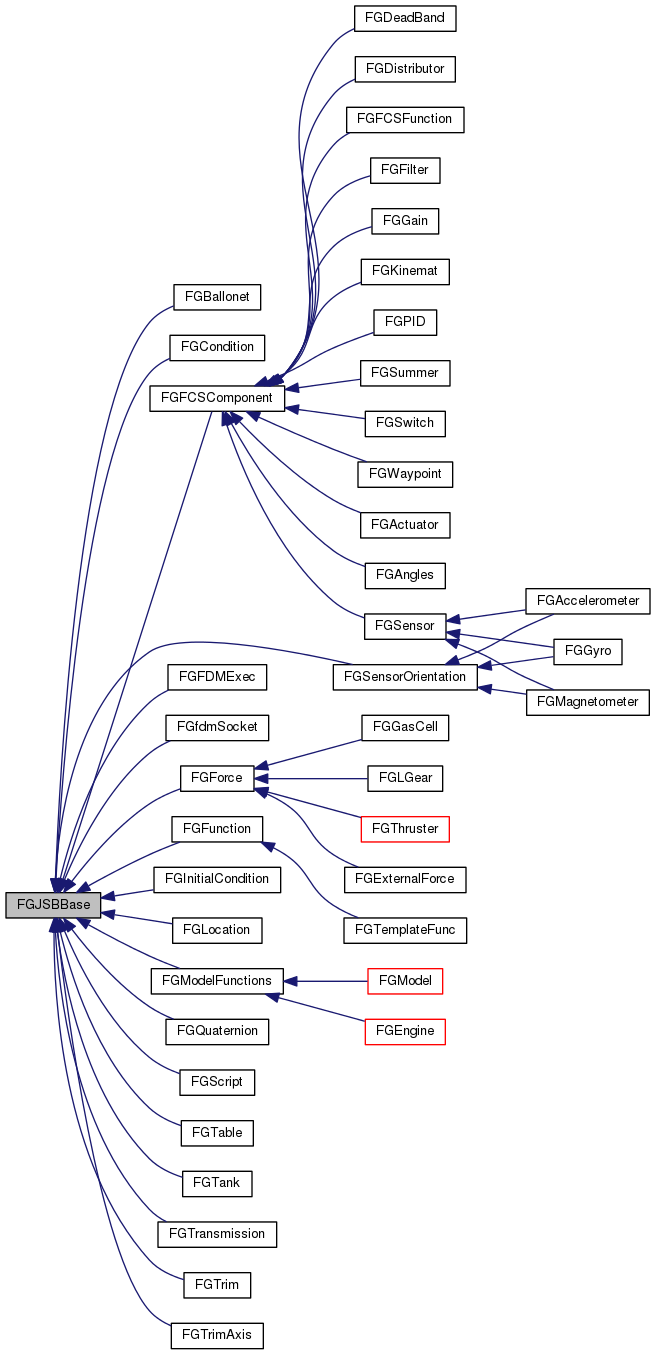 FGDeadBand
FGDistributor
FGFCSFunction
FGFilter
FGGain
FGKinemat
FGBallonet
FGPID
FGCondition
FGSummer
FGFCSComponent
FGSwitch
FGWaypoint
FGActuator
FGAngles
FGAccelerometer
FGSensor
FGGyro
FGFDMExec
FGSensorOrientation
FGMagnetometer
FGfdmSocket
FGGasCell
FGForce
FGLGear
FGFunction
FGThruster
FGInitialCondition
FGExternalForce
FGJSBBase
FGLocation
FGTemplateFunc
FGModelFunctions
FGModel
FGQuaternion
FGEngine
FGScript
FGTable
FGTank
FGTransmission
FGTrim
FGTrimAxis